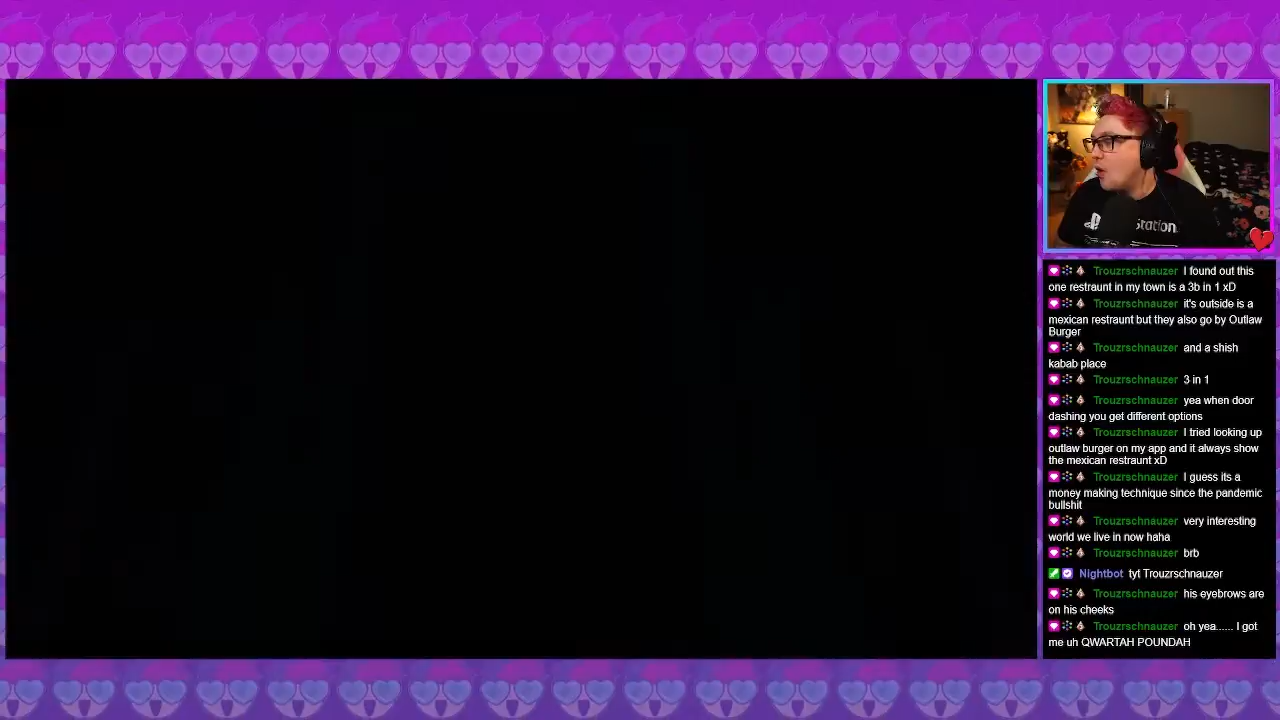 Station
Trouzrschnauzer I found out this
one restraunt in my town is a 3b in 1 xD
Trouzrschnauzer it's outside is a
mexican restraunt but they also go by Outlaw
Burger
Trouzrschnauzer and a shish
kabab place
Trouzrschnauzer 3 in 1
Trouzrschnauzer yea when door
dashing you get different options
Trouzrschnauzer I tried looking up
outlaw burger on my app and it always show
the mexican restraunt xD
Trouzrschnauzer I guess its a
money making technique since the pandemic
bullshit
Trouzrschnauzer very interesting
world we live in now haha
Trouzrschnauzer brb
Nightbot tyt Trouzrschnauzer
Trouzrschnauzer his eyebrows are
on his cheeks
Trouzrschnauzer oh yea...... I got
me uh QWARTAH POUNDAH